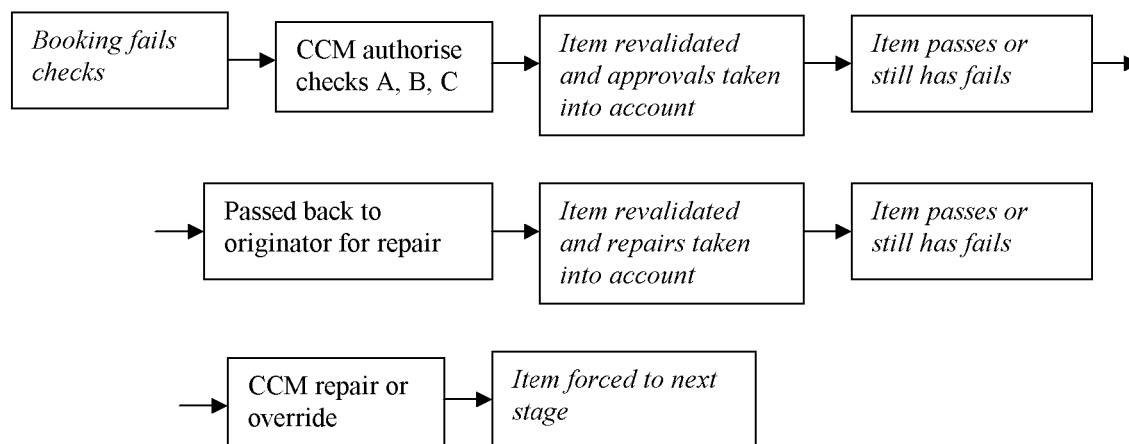 Booking fails
checks
CCM authorise
checks A, B, C
Item revalidated
and approvals taken
into account
Item passes or
still has fails
Passed back to
originator for repair
Item revalidated
and repairs taken
into account
Item passes or
still has fails
CCM repair or
override
Item forced to next
stage